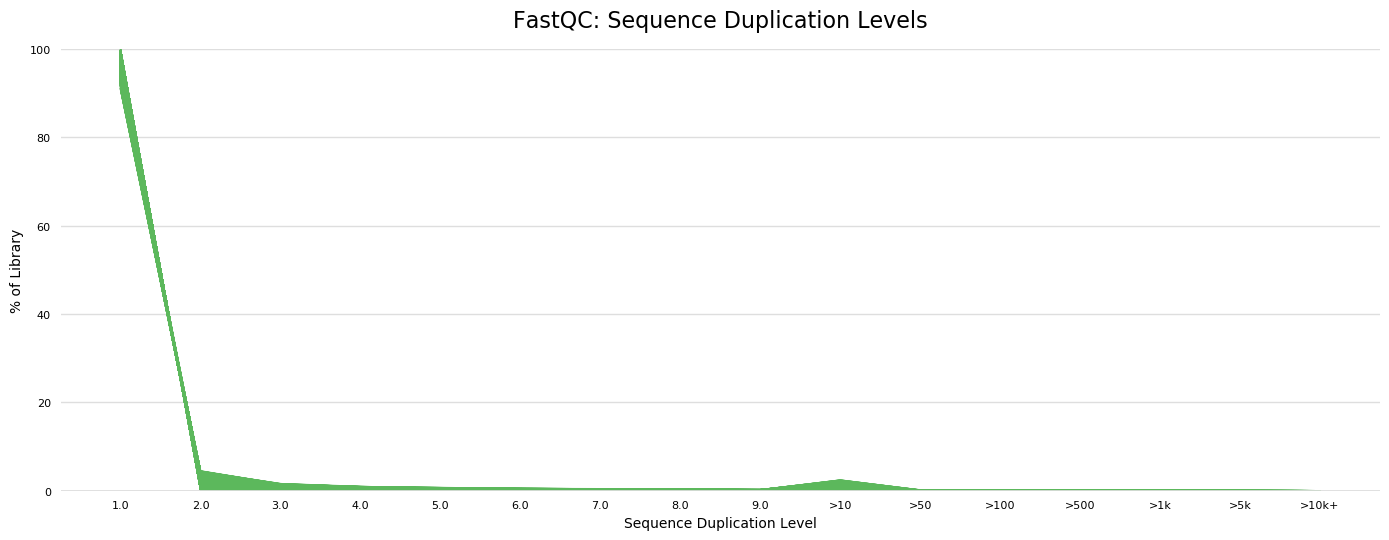 FastQC: Sequence Duplication Levels
100
80
60
40
20
0
% of Library
1.0 2.0 3.0 4.0 5.0 6.0 7.0 8.0 9.0 >10 >50 >100 >500 >1k >5k >10k+
Sequence Duplication Level